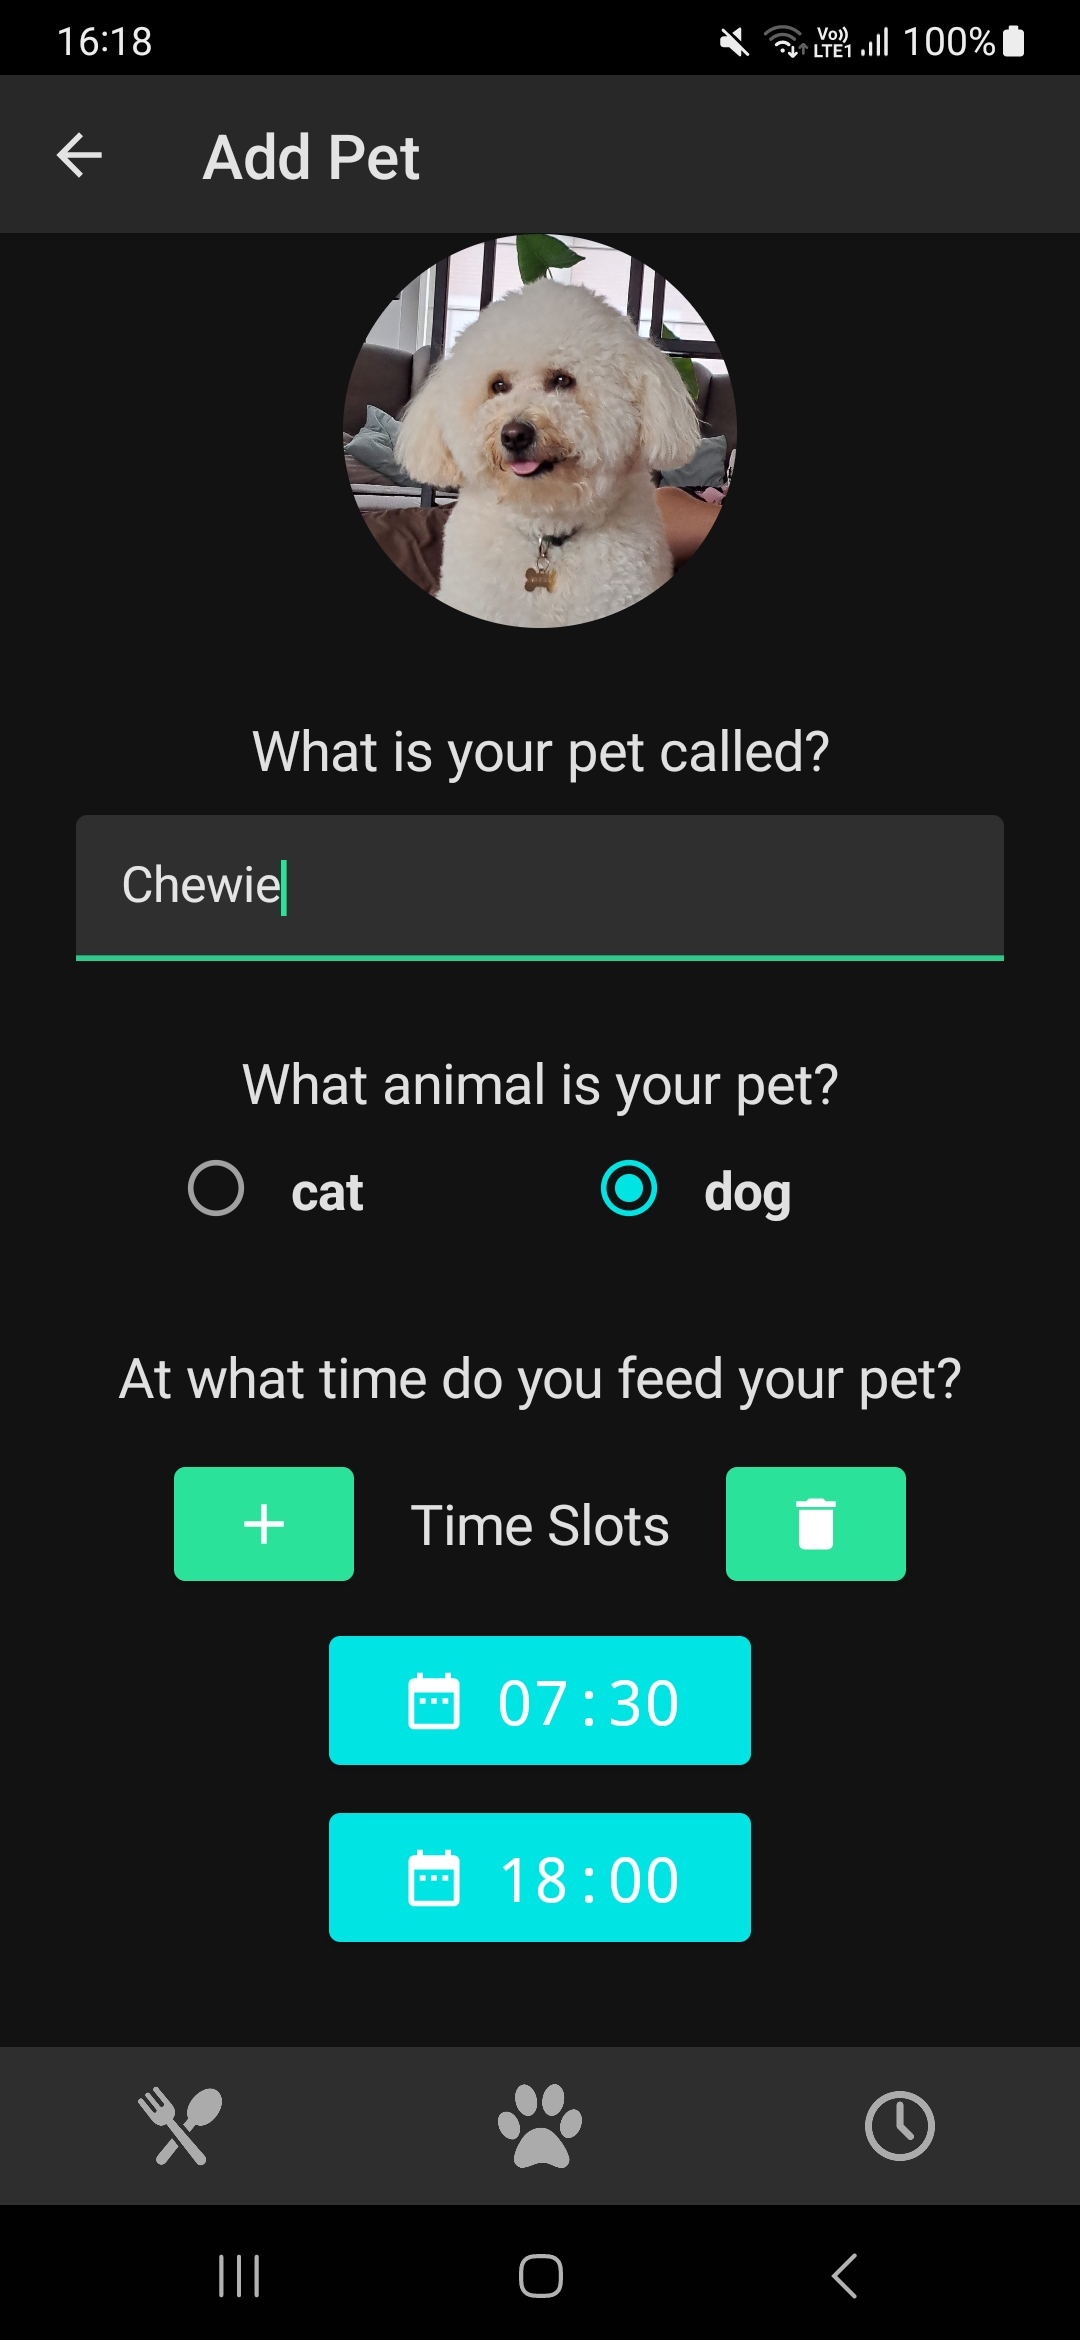 16:18 Vo)) LTE1 100%
Add Pet
What is your pet called?
Chewie
What animal is your pet?
cat dog
At what time do you feed your pet?
Time Slots
07:30
18:00